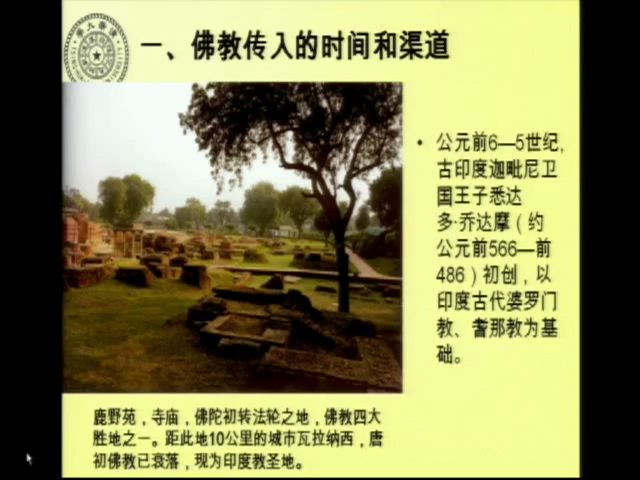 一、佛教传入的时间和渠道
• 公元前6—5世纪,
古印度迦毗尼卫
国王子悉达
多·乔达摩（约
公元前566—前
486）初创，以
印度古代婆罗门
教、耆那教为基
础。
鹿野苑，寺庙，佛陀初转法轮之地，佛教四大
胜地之一。距此地10公里的城市瓦拉纳西，唐
初佛教已衰落，现为印度教圣地。